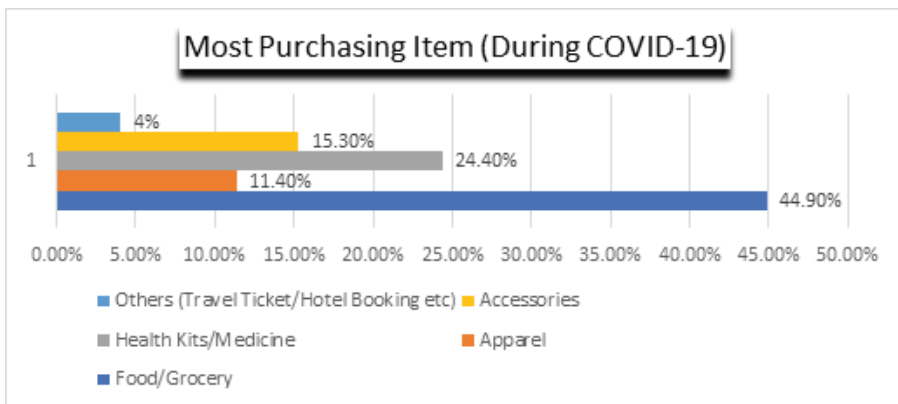 Most Purchasing Item (During COVID-19)
4%
15.30%
1
24.40%
11.40%
44.90%
0.00% 5.00% 10.00% 15.00% 20.00% 25.00% 30.00% 35.00% 40.00% 45.00% 50.00%
Others (Travel Ticket/Hotel Booking etc) Accessories
Health Kits/Medicine Apparel
Food/Grocery